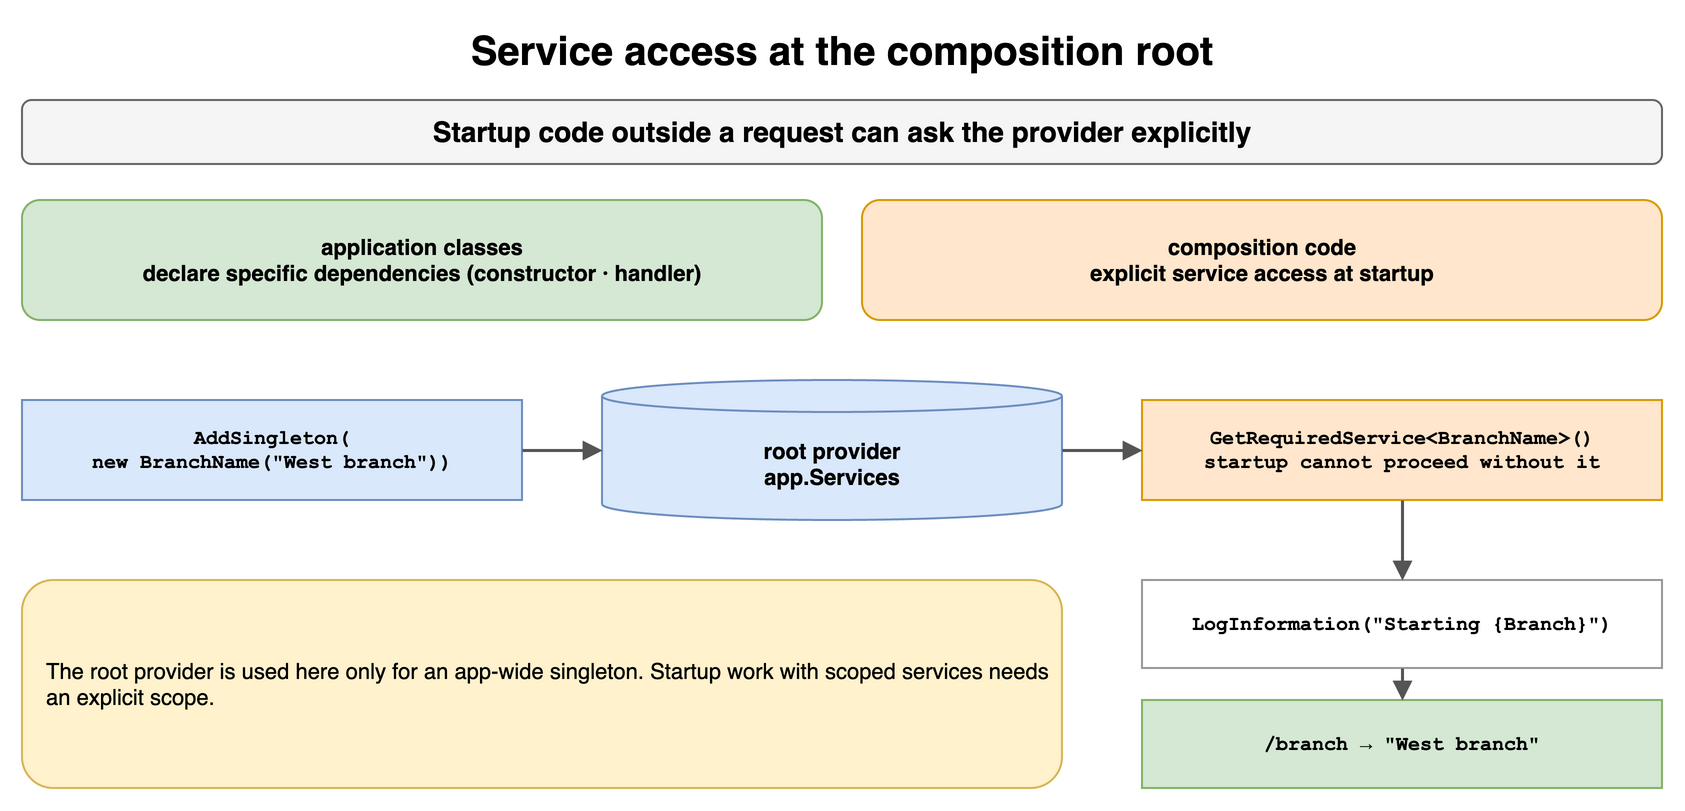 Service access at the composition root
Startup code outside a request can ask the provider explicitly
application classes
declare specific dependencies (constructor · handler)
composition code
explicit service access at startup
AddSingleton(
new BranchName("West branch"))
root provider
app.Services
GetRequiredService<BranchName>()
startup cannot proceed without it
LogInformation("Starting {Branch}")
The root provider is used here only for an app-wide singleton. Startup work with scoped services needs
an explicit scope.
/branch → "West branch"